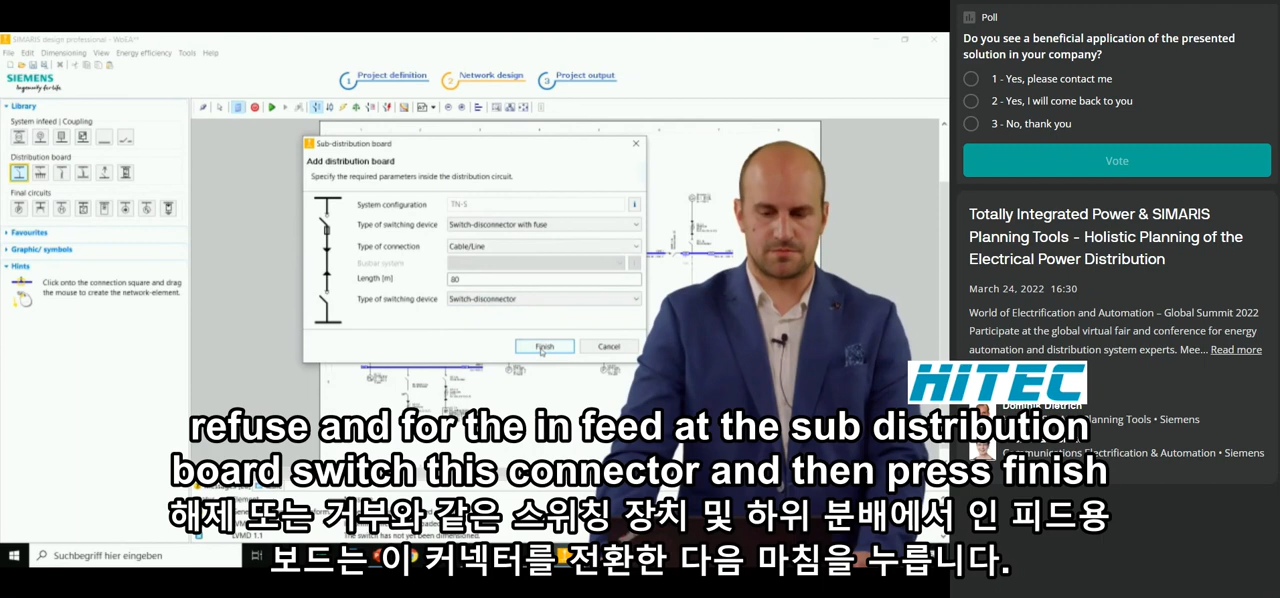 SIMARIS design professional - WoEA**
File Edit Dimensioning View Energy efficiency Tools Help
SIEMENS
Ingenuity for life
1 Project definition
2 Network design
3 Project output
Library
System infeed | Coupling
Distribution board
Final circuits
Favourites
Graphic/ symbols
Hints
Click onto the connection square and drag
the mouse to create the network-element.
Sub-distribution board
Add distribution board
Specify the required parameters inside the distribution circuit.
System configuration TN-S
Type of switching device Switch-disconnector with fuse
Type of connection Cable/Line
Busbar system
Length [m] 80
Type of switching device Switch-disconnector
Finish Cancel
LVMD 1.1
Suchbegriff hier eingeben
refuse and for the in feed at the sub distribution
board switch this connector and then press finish
해제 또는 거부와 같은 스위칭 장치 및 하위 분배에서 인 피드용
보드는 이 커넥터를 전환한 다음 마침을 누릅니다.
HITEC
Poll
Do you see a beneficial application of the presented
solution in your company?
1 - Yes, please contact me
2 - Yes, I will come back to you
3 - No, thank you
Vote
Totally Integrated Power & SIMARIS
Planning Tools - Holistic Planning of the
Electrical Power Distribution
March 24, 2022 16:30
World of Electrification and Automation – Global Summit 2022
Participate at the global virtual fair and conference for energy
automation and distribution system experts. Mee... Read more
Dominik Dietrich
Planning Tools • Siemens
Communications Electrification & Automation • Siemens